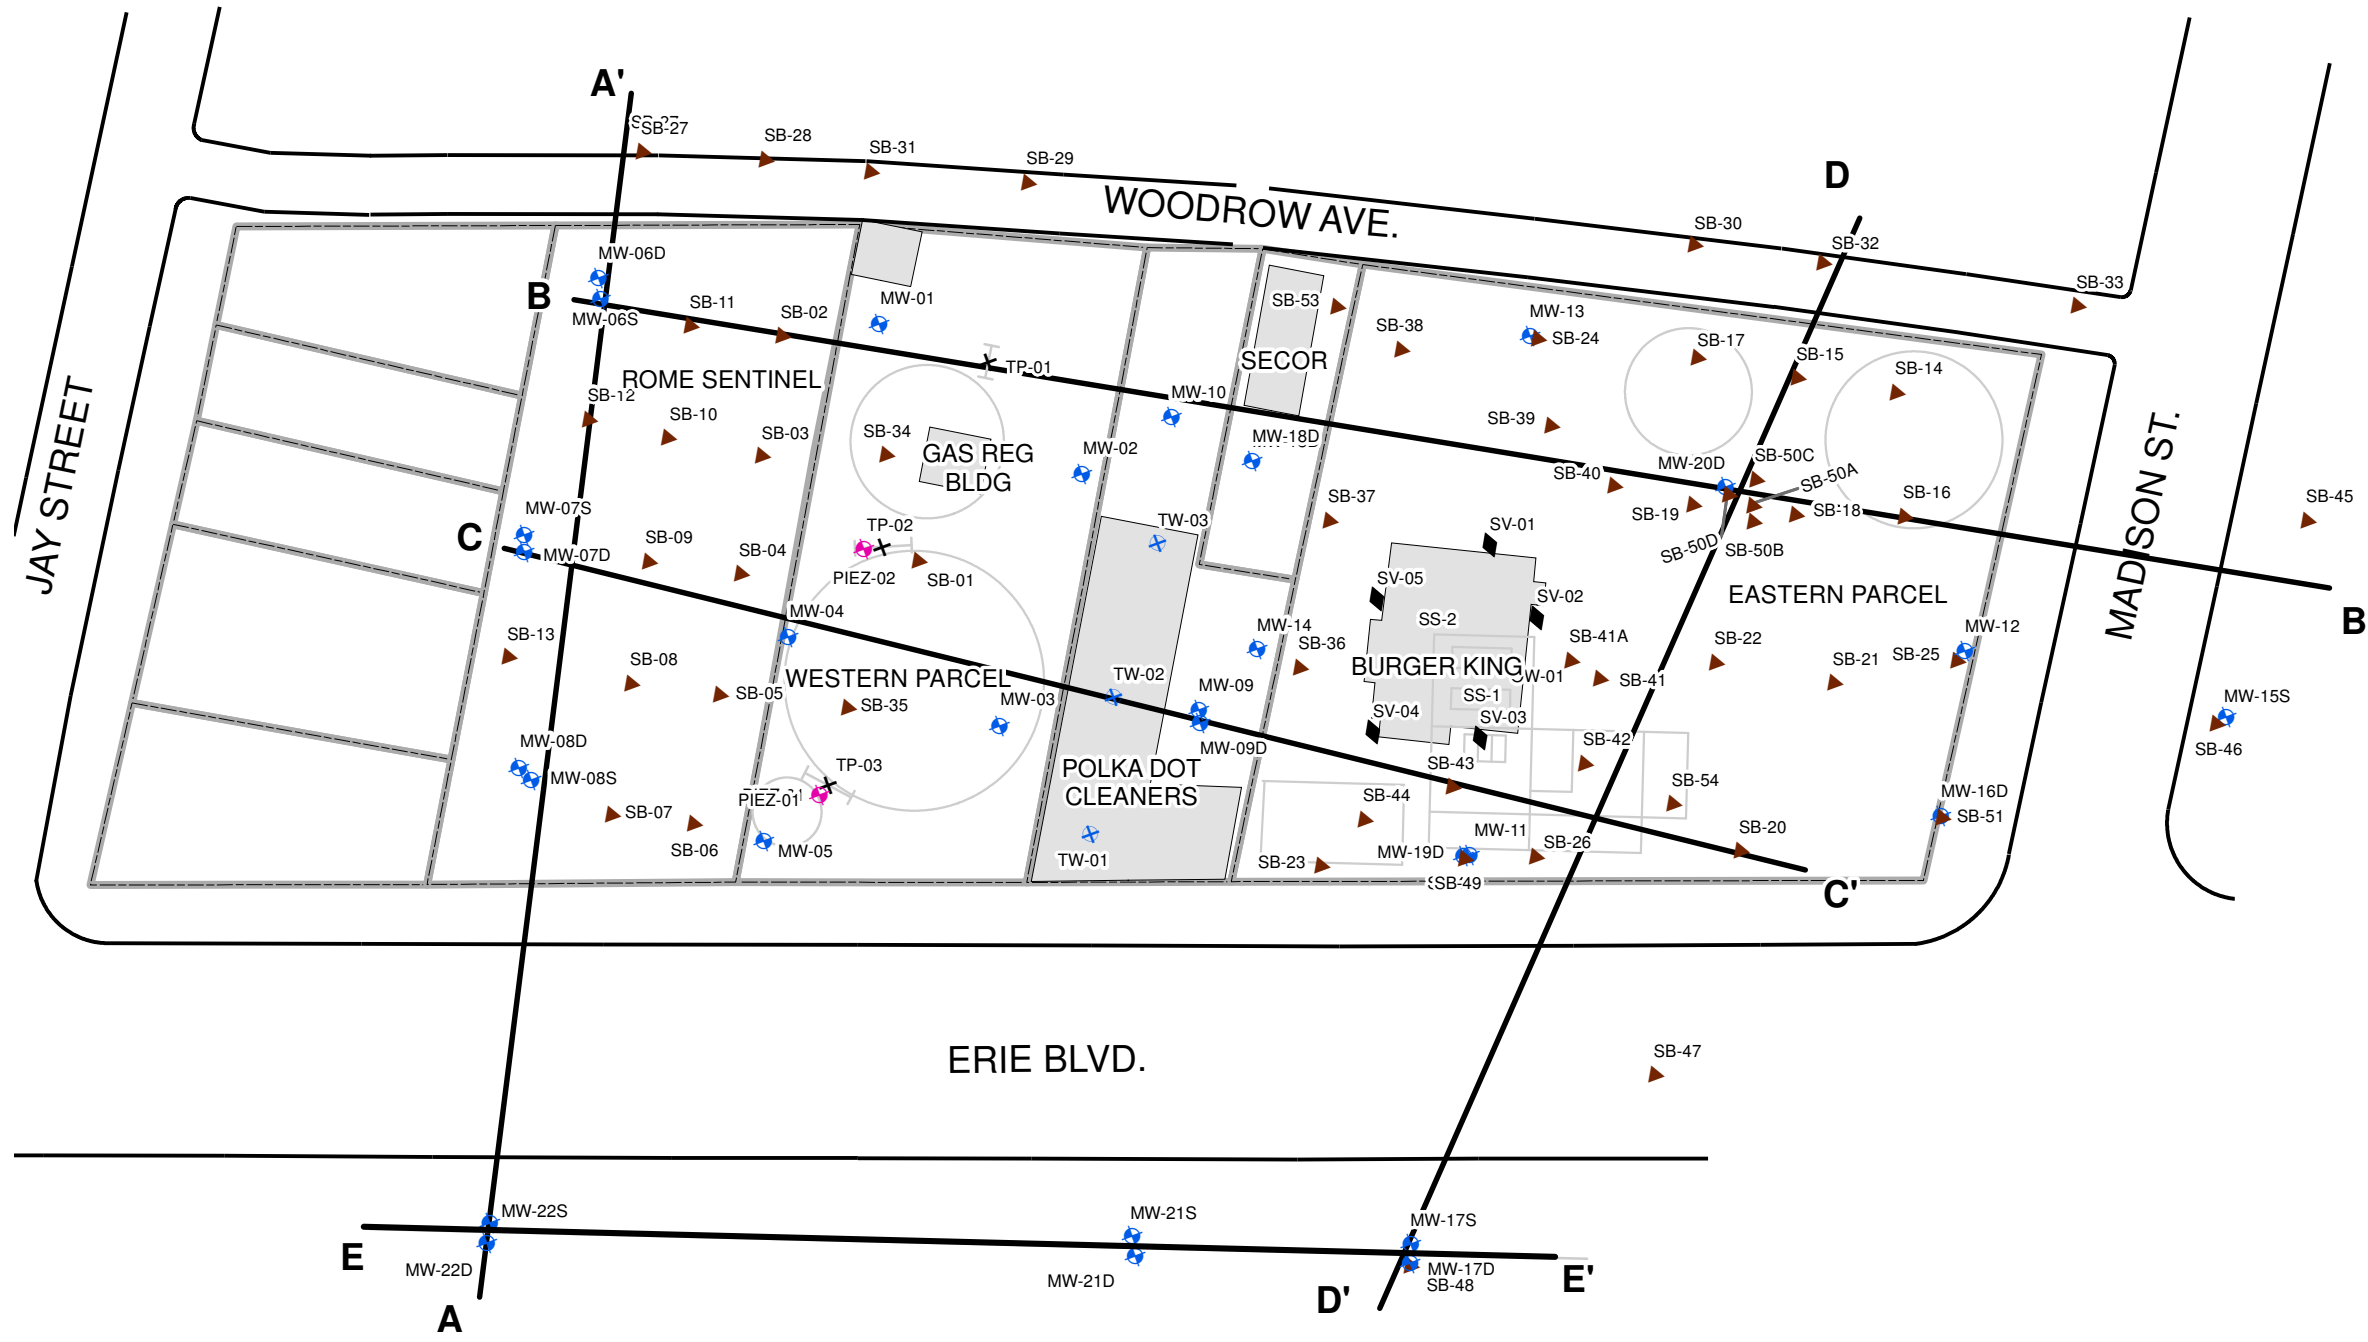 A'
SB-27
SB-28
SB-31
SB-29
WOODROW AVE.
D
SB-30
SB-32
SB-33
MW-06D
B
MW-06S
SB-11
SB-02
MW-01
SB-53
SB-38
MW-13
SB-24
SB-17
SB-15
SB-14
TP-01
SECOR
ROME SENTINEL
SB-12
SB-10
SB-03
SB-34
GAS REG
BLDG
MW-10
MW-02
MW-18D
SB-39
SB-40
MW-20D
SB-50C
SB-50A
SB-16
SB-18
SB-19
SB-50D
SB-50B
SB-45
JAY STREET
MADISON ST.
MW-07S
C
MW-07D
SB-09
SB-04
TP-02
PIEZ-02
SB-01
TW-03
SB-37
SV-01
SV-05
SV-02
SS-2
EASTERN PARCEL
B
SB-13
MW-04
MW-14
SB-36
SB-41A
SB-22
MW-12
SB-25
SB-21
BURGER KING
SB-08
SB-05
WESTERN PARCEL
SB-35
MW-03
TW-02
MW-09
SS-1
SB-41
SV-04
SV-03
MW-15S
SB-46
MW-08D
MW-08S
MW-09D
SB-42
SB-43
SB-54
TP-03
PIEZ-01
POLKA DOT
CLEANERS
SB-44
MW-16D
SB-51
SB-07
SB-06
MW-05
TW-01
SB-23
MW-19D
MW-11
SB-26
SB-20
SB-49
C'
ERIE BLVD.
SB-47
MW-22S
MW-21S
MW-17S
E
MW-22D
MW-21D
MW-17D
SB-48
E'
D'
A